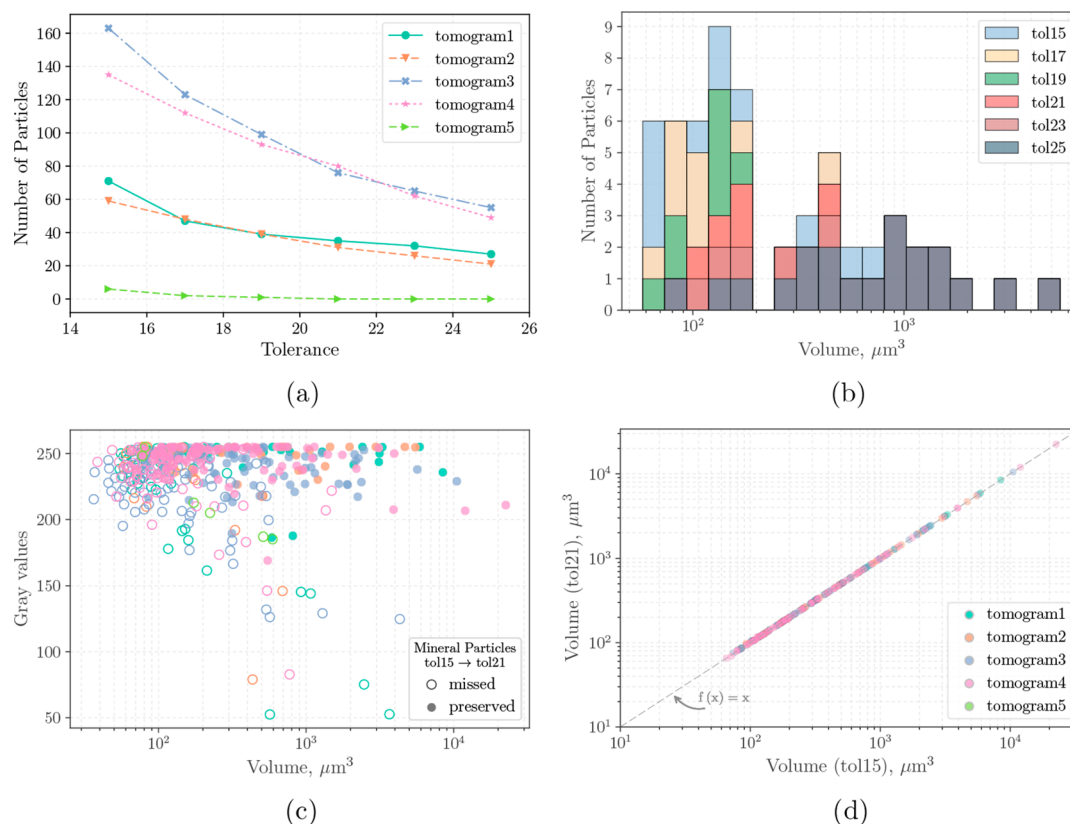 160
140
120
100
80
60
40
20
0
Number of Particles
14 16 18 20 22 24 26
Tolerance
tomogram1
tomogram2
tomogram3
tomogram4
tomogram5
(a)
9
8
7
6
5
4
3
2
1
0
Number of Particles
10² 10³
Volume, μm³
tol15
tol17
tol19
tol21
tol23
tol25
(b)
250
200
150
100
50
Gray values
10² 10³ 10⁴
Volume, μm³
Mineral Particles
tol15 → tol21
missed
preserved
(c)
10⁴
10³
10²
10¹
Volume (tol21), μm³
10¹ 10² 10³ 10⁴
Volume (tol15), μm³
f (x) = x
tomogram1
tomogram2
tomogram3
tomogram4
tomogram5
(d)